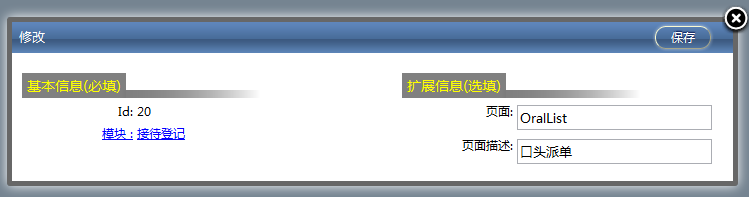 修改
保存
基本信息(必填)
Id: 20
模块 : 接待登记
扩展信息(选填)
页面: OralList
页面描述: 口头派单